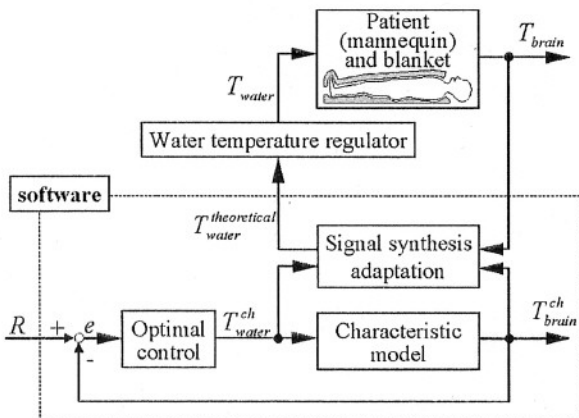 Patient
(mannequin)
and blanket
T_brain
T_water
Water temperature regulator
software
T_water^theoretical
Signal synthesis
adaptation
R
+
e
-
Optimal
control
T_water^ch
Characteristic
model
T_brain^ch